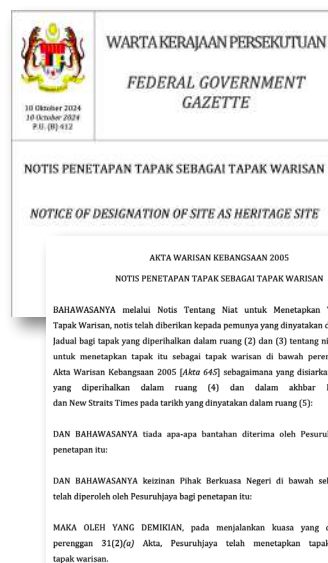 WARTA KERAJAAN PERSEKUTUAN
FEDERAL GOVERNMENT
GAZETTE
10 Oktober 2024
10 October 2024
P.U. (B) 412
NOTIS PENETAPAN TAPAK SEBAGAI TAPAK WARISAN
NOTICE OF DESIGNATION OF SITE AS HERITAGE SITE
AKTA WARISAN KEBANGSAAN 2005
NOTIS PENETAPAN TAPAK SEBAGAI TAPAK WARISAN
BAHAWASANYA melalui Notis Tentang Niat untuk Menetapkan
Tapak Warisan, notis telah diberikan kepada pemunya yang dinyatakan
Jadual bagi tapak yang diperihalkan dalam ruang (2) dan (3) tentang
untuk menetapkan tapak itu sebagai tapak warisan di bawah
Akta Warisan Kebangsaan 2005 [Akta 645] sebagaimana yang
yang diperihalkan dalam ruang (4) dan dalam akhbar
dan New Straits Times pada tarikh yang dinyatakan dalam ruang (5):
DAN BAHAWASANYA tiada apa-apa bantahan diterima oleh
penetapan itu:
DAN BAHAWASANYA keizinan Pihak Berkuasa Negeri di bawah
telah diperoleh oleh Pesuruhjaya bagi penetapan itu:
MAKA OLEH YANG DEMIKIAN, pada menjalankan kuasa yang
perenggan 31(2)(a) Akta, Pesuruhjaya telah menetapkan
tapak warisan.